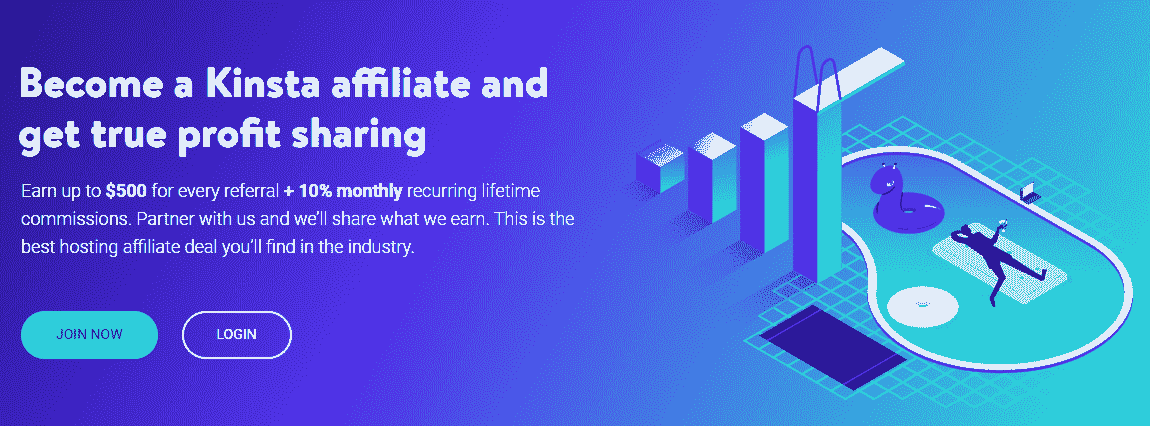 Become a Kinsta affiliate and
get true profit sharing
Earn up to $500 for every referral + 10% monthly recurring lifetime
commissions. Partner with us and we'll share what we earn. This is the
best hosting affiliate deal you'll find in the industry.
JOIN NOW
LOGIN